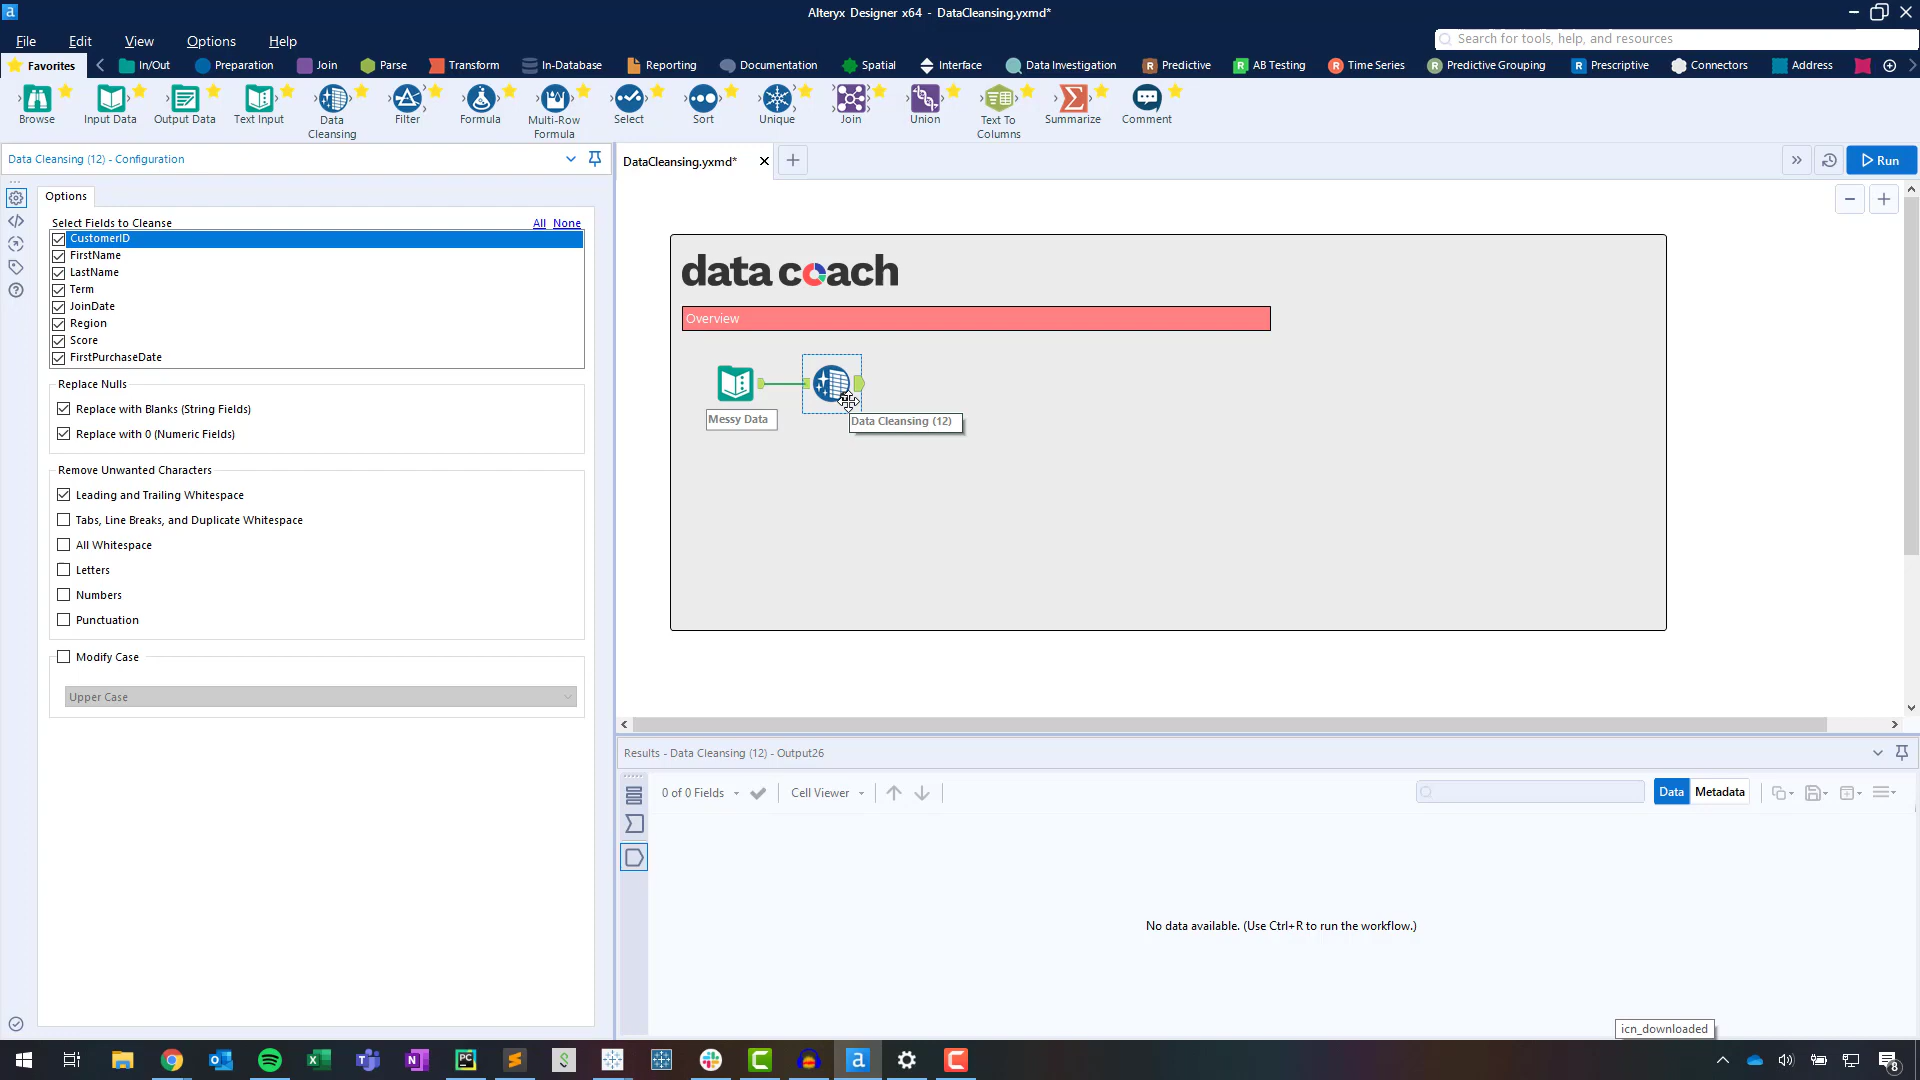 Alteryx Designer x64 - DataCleansing.yxmd*
File Edit View Options Help
Search for tools, help, and resources
Favorites In/Out Preparation Join Parse Transform In-Database Reporting Documentation Spatial Interface Data Investigation Predictive AB Testing Time Series Predictive Grouping Prescriptive Connectors Address
Browse Input Data Output Data Text Input Data Cleansing Filter Formula Multi-Row Formula Select Sort Unique Join Union Text To Columns Summarize Comment
Data Cleansing (12) - Configuration
DataCleansing.yxmd*
Run
Options
Select Fields to Cleanse All None
CustomerID
FirstName
LastName
Term
JoinDate
Region
Score
FirstPurchaseDate
Replace Nulls
Replace with Blanks (String Fields)
Replace with 0 (Numeric Fields)
Remove Unwanted Characters
Leading and Trailing Whitespace
Tabs, Line Breaks, and Duplicate Whitespace
All Whitespace
Letters
Numbers
Punctuation
Modify Case
Upper Case
data coach
Overview
Messy Data
Data Cleansing (12)
Results - Data Cleansing (12) - Output26
0 of 0 Fields Cell Viewer Data Metadata
No data available. (Use Ctrl+R to run the workflow.)
icn_downloaded
8